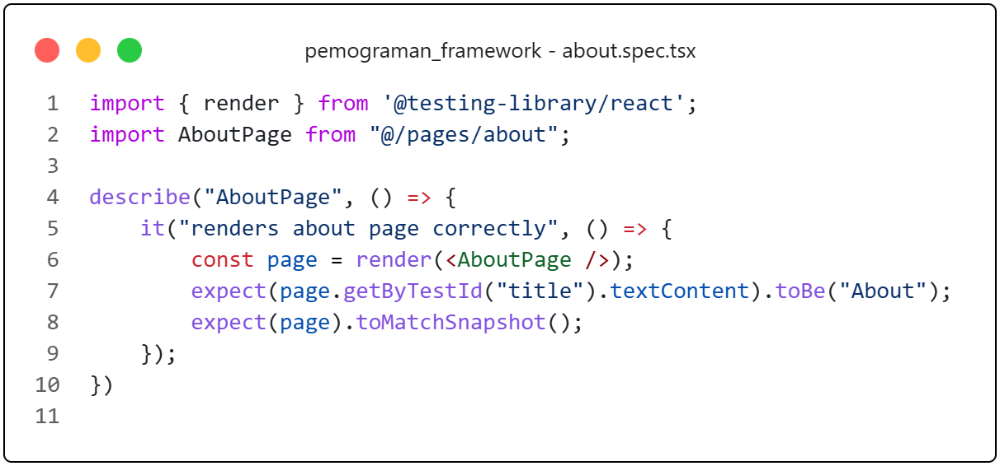 pemograman_framework - about.spec.tsx
1 import { render } from '@testing-library/react';
2 import AboutPage from "@/pages/about";
3
4 describe("AboutPage", () => {
5     it("renders about page correctly", () => {
6         const page = render(<AboutPage />);
7         expect(page.getByTestId("title").textContent).toBe("About");
8         expect(page).toMatchSnapshot();
9     });
10 })
11